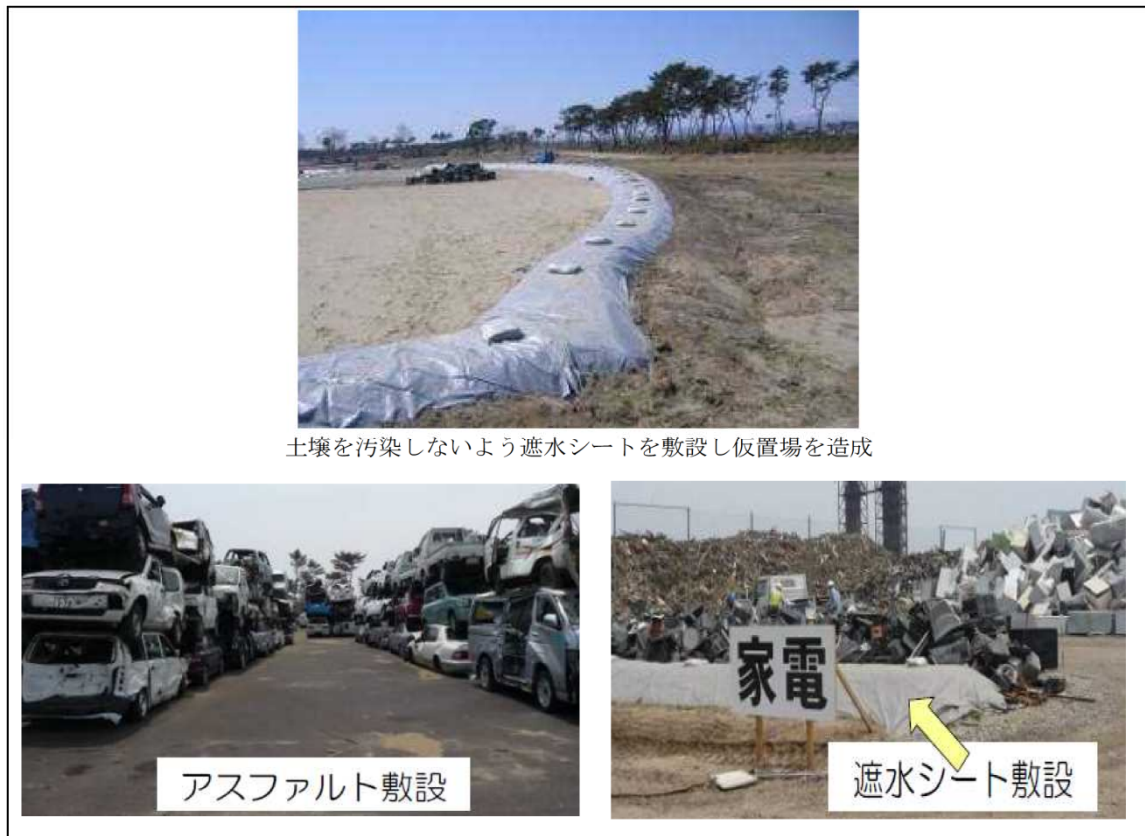 土壌を汚染しないよう遮水シートを敷設し仮置場を造成
アスファルト敷設
家電
遮水シート敷設